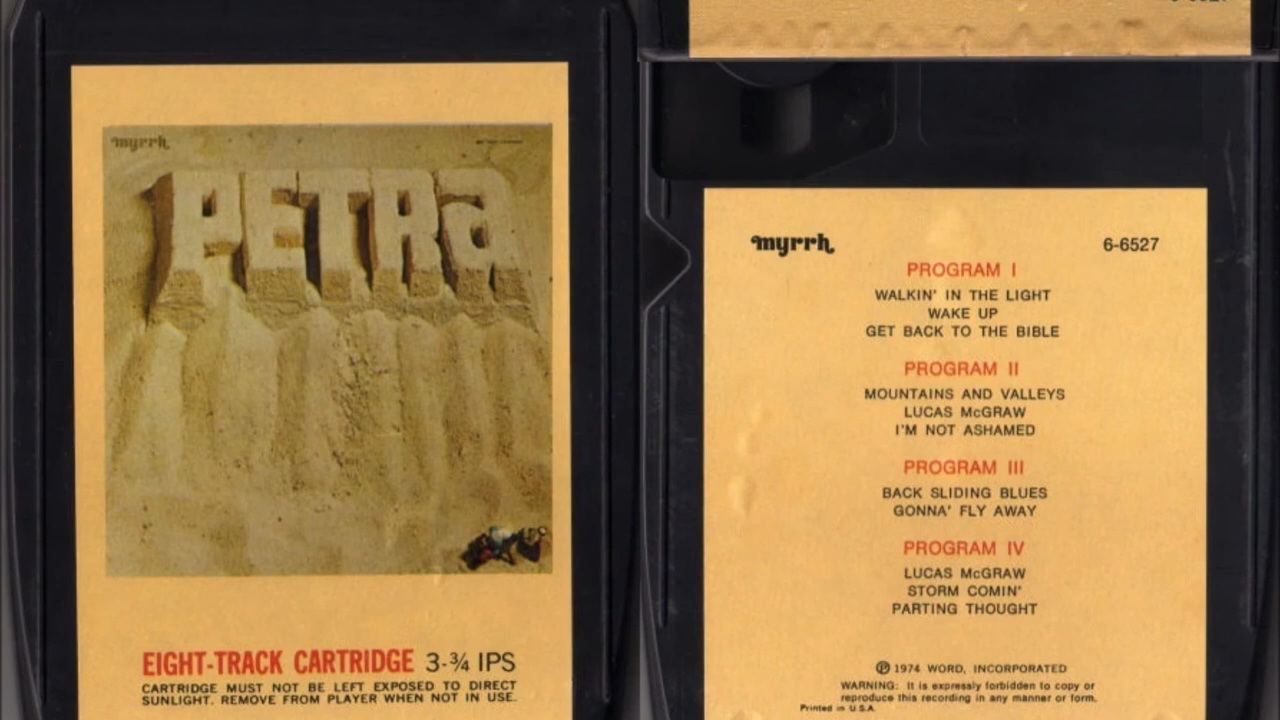 myrrh
PETRa
EIGHT-TRACK CARTRIDGE 3-¾ IPS
CARTRIDGE MUST NOT BE LEFT EXPOSED TO DIRECT
SUNLIGHT. REMOVE FROM PLAYER WHEN NOT IN USE.
myrrh 6-6527
PROGRAM I
WALKIN' IN THE LIGHT
WAKE UP
GET BACK TO THE BIBLE
PROGRAM II
MOUNTAINS AND VALLEYS
LUCAS McGRAW
I'M NOT ASHAMED
PROGRAM III
BACK SLIDING BLUES
GONNA' FLY AWAY
PROGRAM IV
LUCAS McGRAW
STORM COMIN'
PARTING THOUGHT
Ⓟ 1974 WORD, INCORPORATED
WARNING: It is expressly forbidden to copy or
reproduce this recording in any manner or form.
Printed in U.S.A.